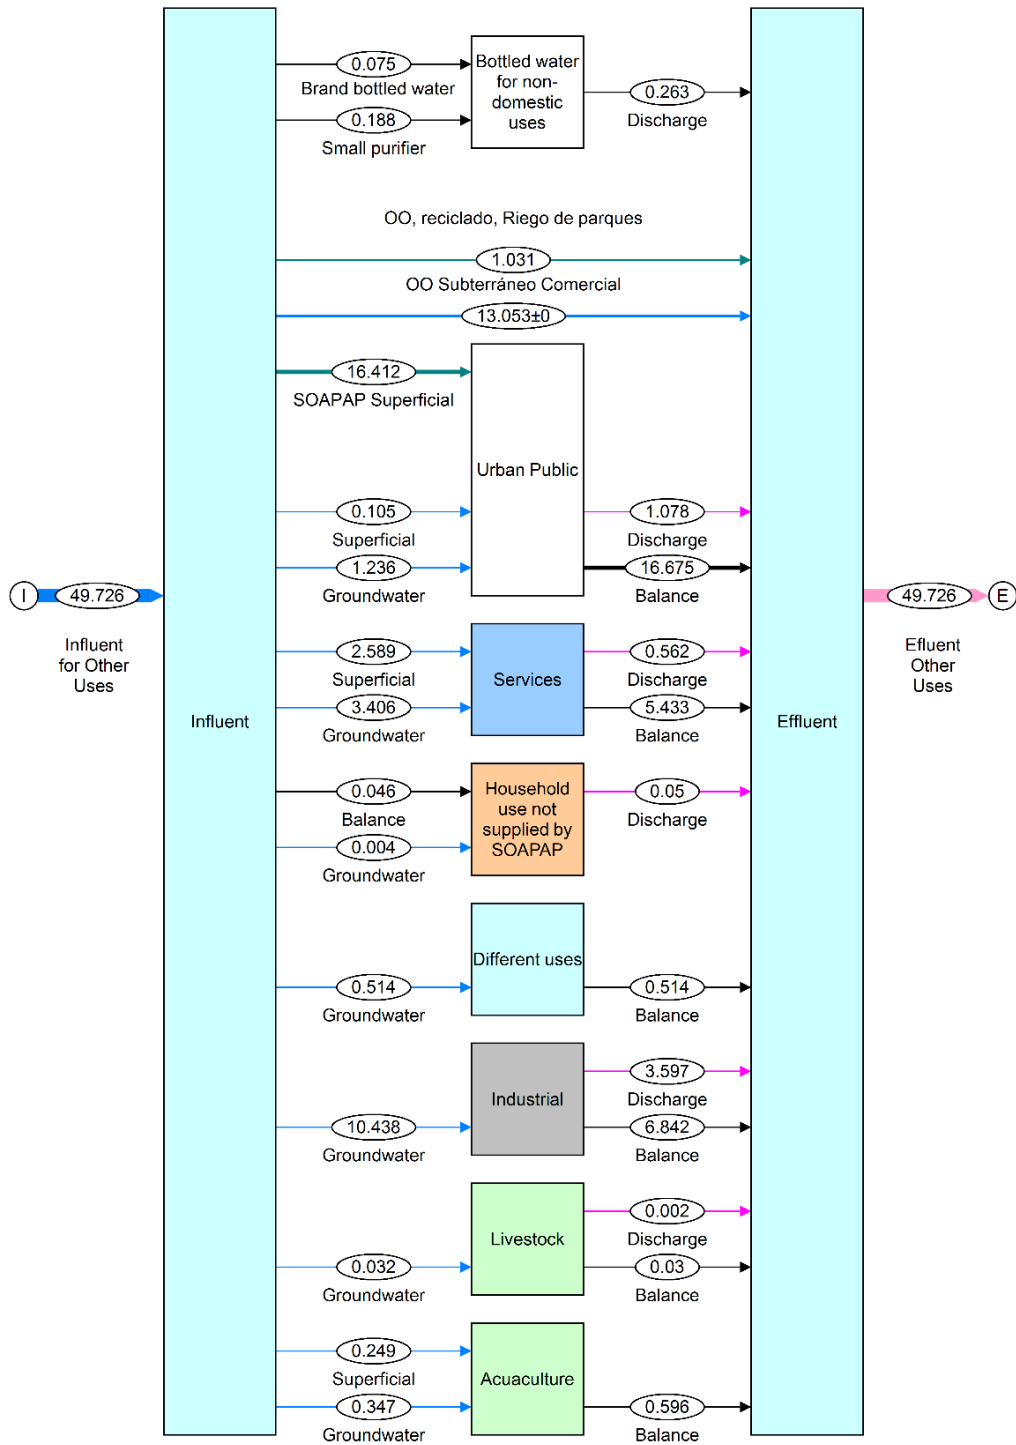 0.075
Brand bottled water
0.188
Small purifier
Bottled water
for non-
domestic
uses
0.263
Discharge
OO, reciclado, Riego de parques
1.031
OO Subterráneo Comercial
13.053±0
16.412
SOAPAP Superficial
Urban Public
0.105
Superficial
1.236
Groundwater
1.078
Discharge
16.675
Balance
I
49.726
Influent
for Other
Uses
Influent
2.589
Superficial
3.406
Groundwater
Services
0.562
Discharge
5.433
Balance
Effluent
49.726
E
Efluent
Other
Uses
0.046
Balance
0.004
Groundwater
Household
use not
supplied by
SOAPAP
0.05
Discharge
Different uses
0.514
Groundwater
0.514
Balance
Industrial
10.438
Groundwater
3.597
Discharge
6.842
Balance
Livestock
0.032
Groundwater
0.002
Discharge
0.03
Balance
0.249
Superficial
0.347
Groundwater
Acuaculture
0.596
Balance